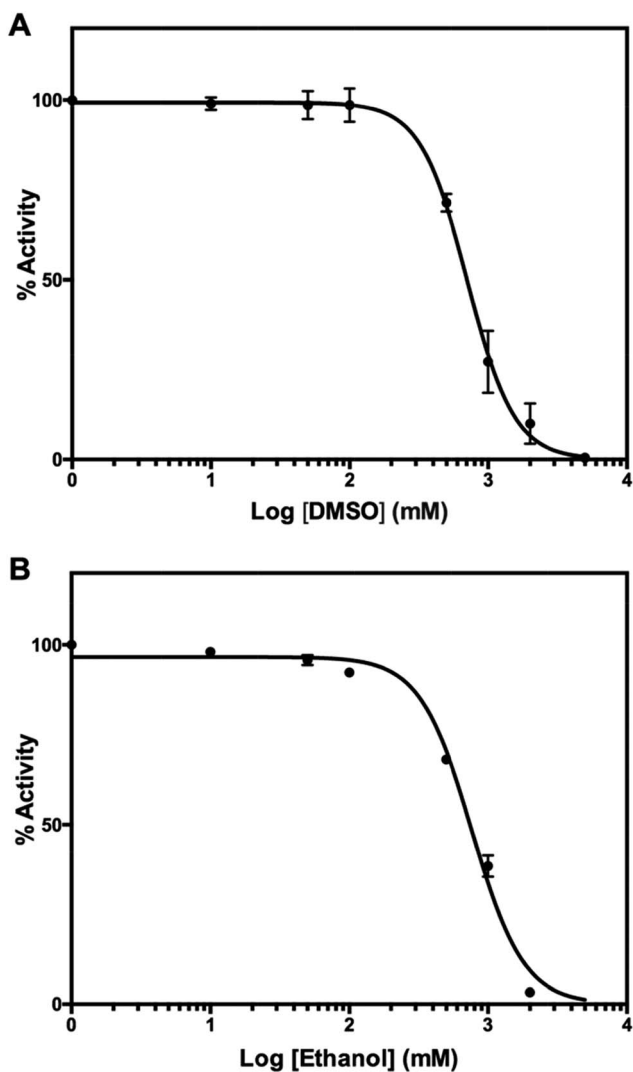 A
100
50
0
% Activity
0 1 2 3 4
Log [DMSO] (mM)
B
100
50
0
% Activity
0 1 2 3 4
Log [Ethanol] (mM)